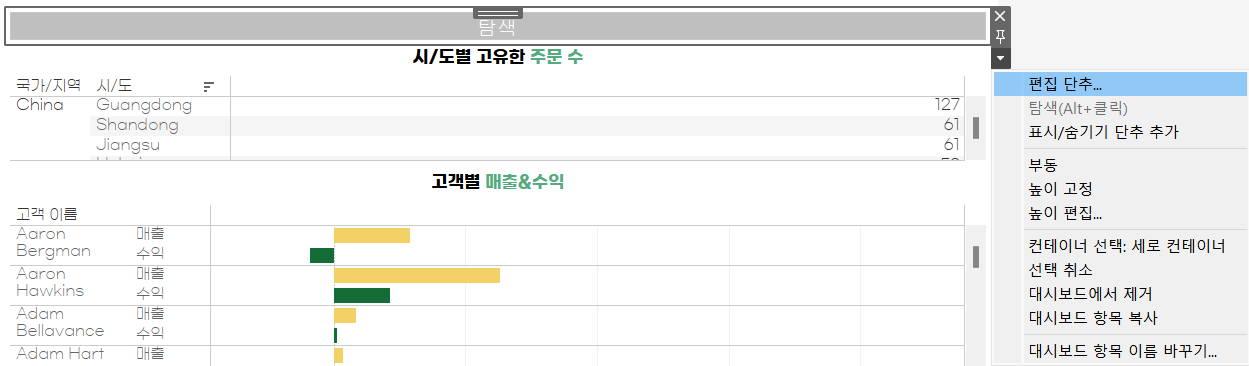 탐색
시/도별 고유한 주문 수
국가/지역 시/도
China Guangdong 127
Shandong 61
Jiangsu 61
고객별 매출&수익
고객 이름
Aaron Bergman 매출
수익
Aaron Hawkins 매출
수익
Adam Bellavance 매출
수익
Adam Hart 매출
편집 단추...
탐색(Alt+클릭)
표시/숨기기 단추 추가
부동
높이 고정
높이 편집...
컨테이너 선택: 세로 컨테이너
선택 취소
대시보드에서 제거
대시보드 항목 복사
대시보드 항목 이름 바꾸기...